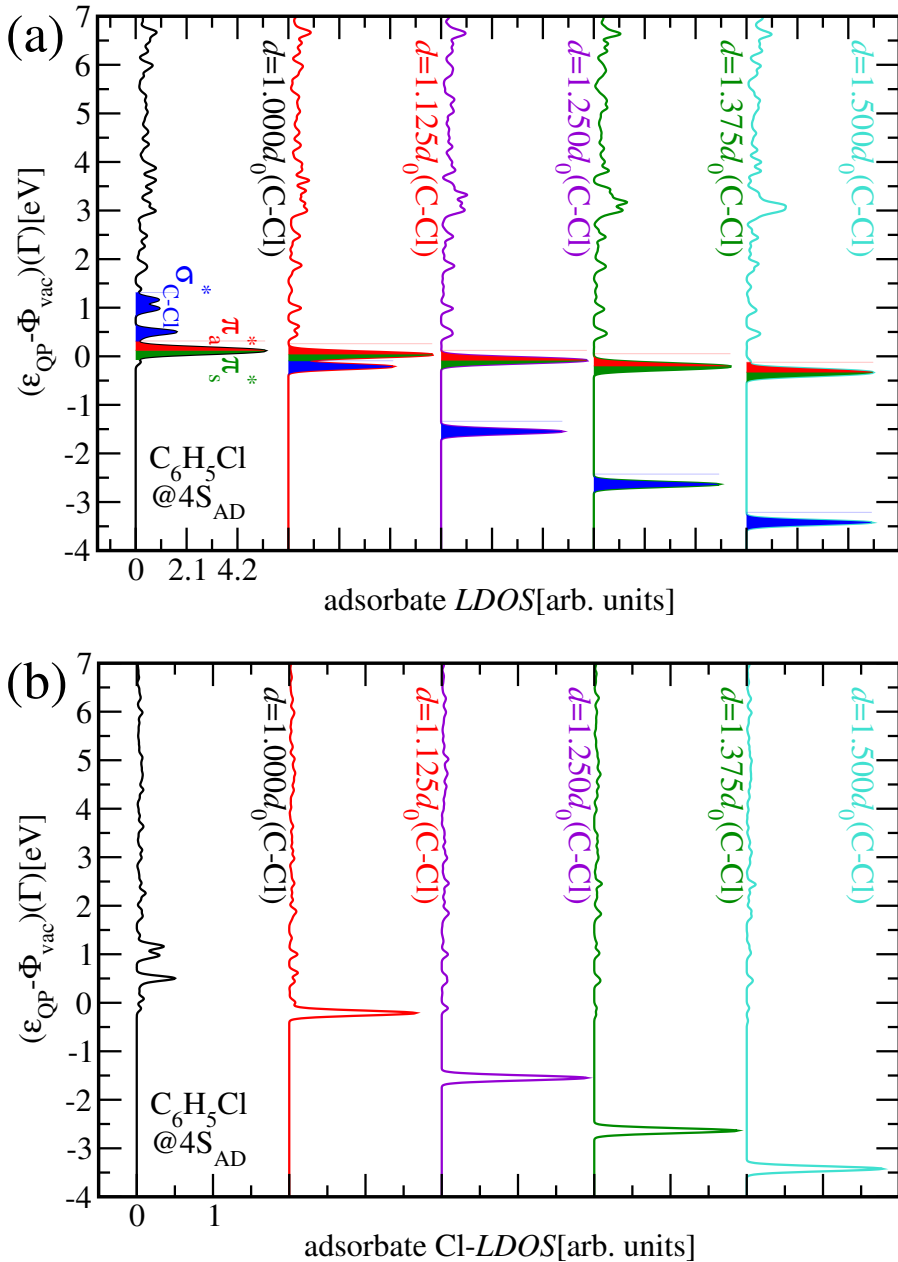 (a)
7
6
5
4
3
2
1
0
-1
-2
-3
-4
(ε_QP-Φ_vac)(Γ)[eV]
d=1.000d_0(C-Cl)
d=1.125d_0(C-Cl)
d=1.250d_0(C-Cl)
d=1.375d_0(C-Cl)
d=1.500d_0(C-Cl)
σ*_C-Cl
π*_a
π*_s
C_6H_5Cl
@4S_AD
0 2.1 4.2
adsorbate LDOS[arb. units]
(b)
7
6
5
4
3
2
1
0
-1
-2
-3
-4
(ε_QP-Φ_vac)(Γ)[eV]
d=1.000d_0(C-Cl)
d=1.125d_0(C-Cl)
d=1.250d_0(C-Cl)
d=1.375d_0(C-Cl)
d=1.500d_0(C-Cl)
C_6H_5Cl
@4S_AD
0 1
adsorbate Cl-LDOS[arb. units]